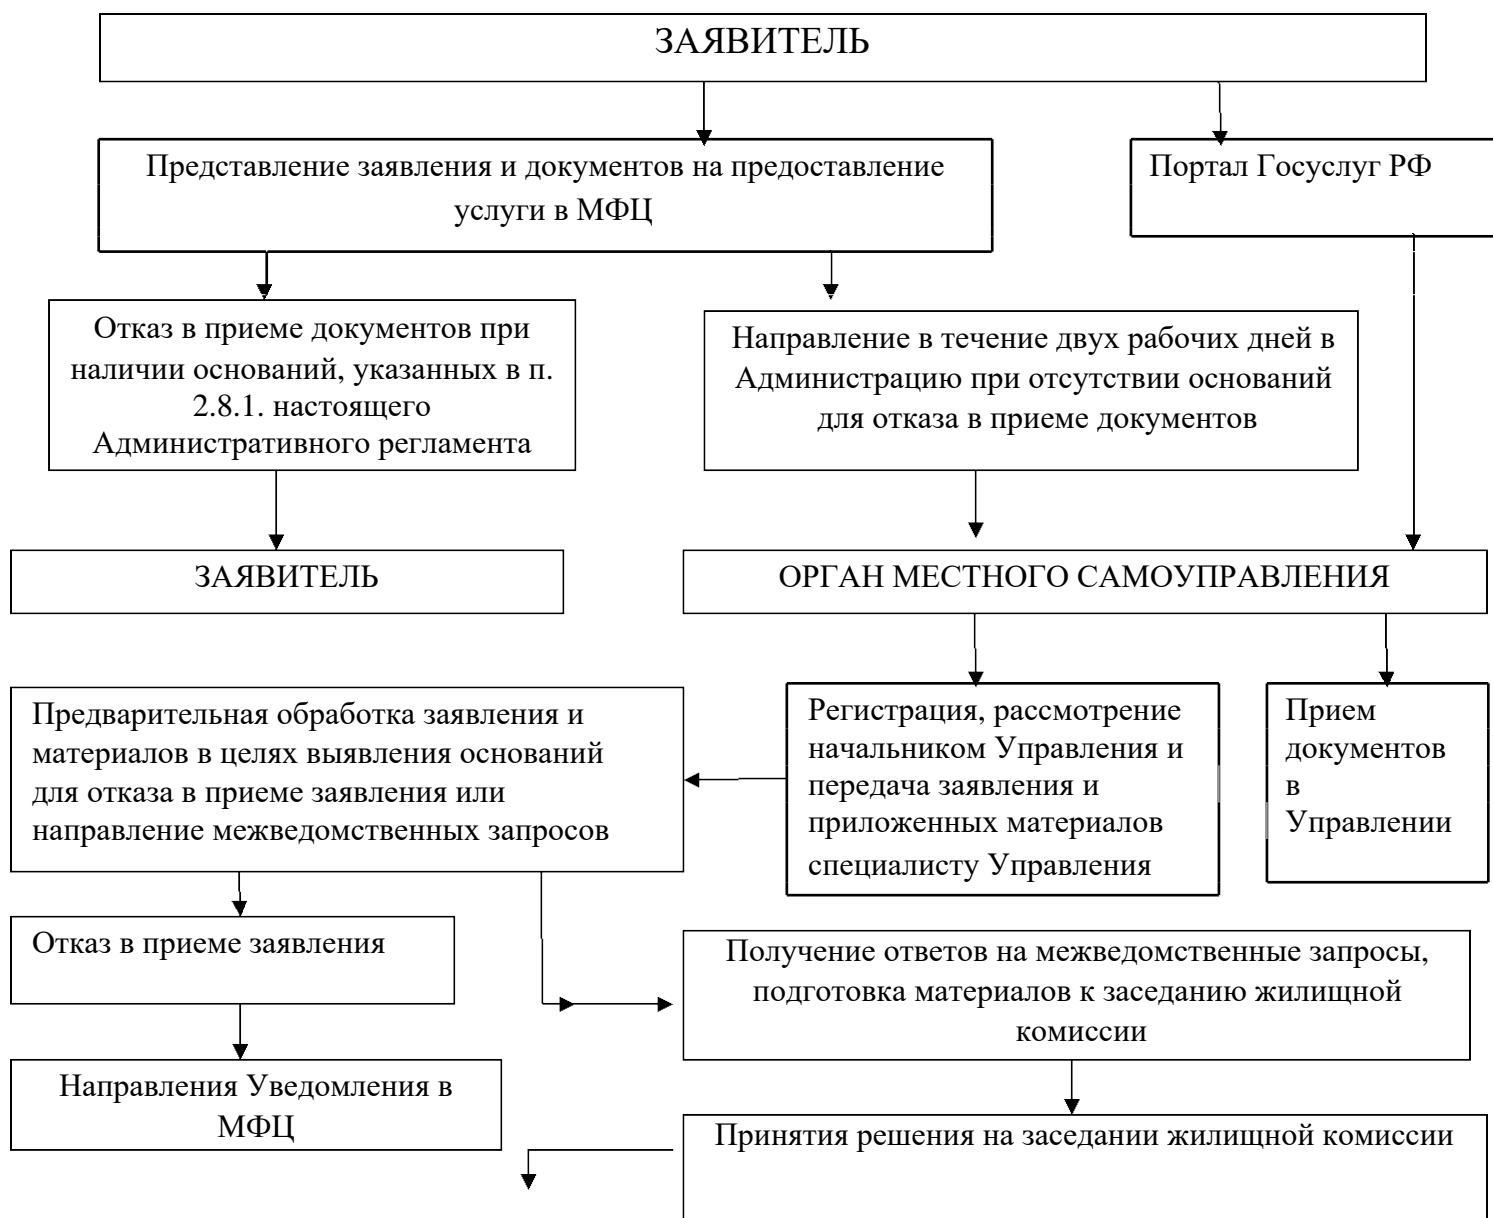 ЗАЯВИТЕЛЬ
Представление заявления и документов на предоставление
услуги в МФЦ
Портал Госуслуг РФ
Отказ в приеме документов при
наличии оснований, указанных в п.
2.8.1. настоящего
Административного регламента
Направление в течение двух рабочих дней в
Администрацию при отсутствии оснований
для отказа в приеме документов
ЗАЯВИТЕЛЬ
ОРГАН МЕСТНОГО САМОУПРАВЛЕНИЯ
Предварительная обработка заявления и
материалов в целях выявления оснований
для отказа в приеме заявления или
направление межведомственных запросов
Регистрация, рассмотрение
начальником Управления и
передача заявления и
приложенных материалов
специалисту Управления
Прием
документов
в
Управлении
Отказ в приеме заявления
Получение ответов на межведомственные запросы,
подготовка материалов к заседанию жилищной
комиссии
Направления Уведомления в
МФЦ
Принятия решения на заседании жилищной комиссии